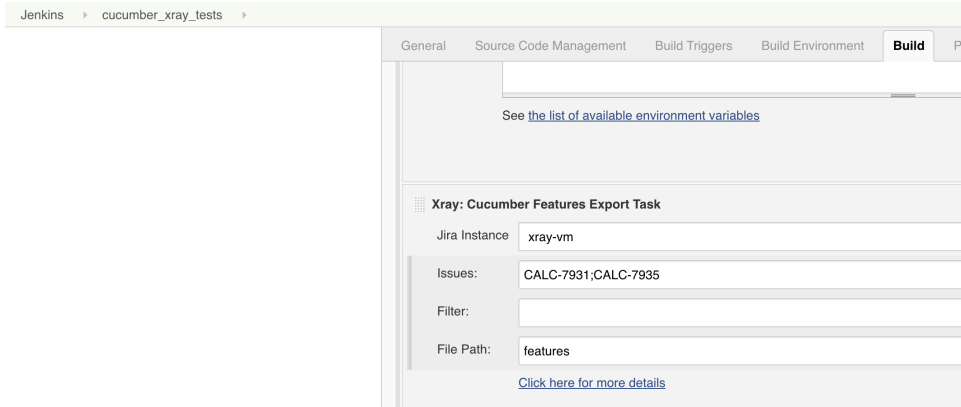 Jenkins cucumber_xray_tests
General Source Code Management Build Triggers Build Environment Build P
See the list of available environment variables
Xray: Cucumber Features Export Task
Jira Instance xray-vm
Issues: CALC-7931;CALC-7935
Filter:
File Path: features
Click here for more details